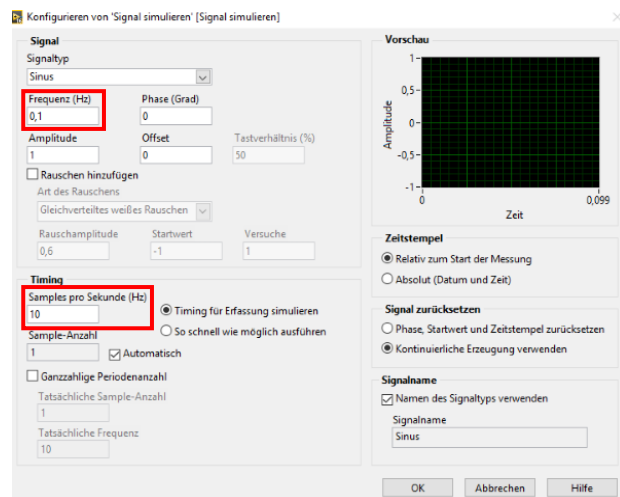 Konfigurieren von 'Signal simulieren' [Signal simulieren]
Signal
Signaltyp
Sinus
Frequenz (Hz) Phase (Grad)
0,1 0
Amplitude Offset Tastverhältnis (%)
1 0 50
Rauschen hinzufügen
Art des Rauschens
Gleichverteiltes weißes Rauschen
Rauschamplitude Startwert Versuche
0,6 -1 1
Timing
Samples pro Sekunde (Hz)
10
Timing für Erfassung simulieren
So schnell wie möglich ausführen
Sample-Anzahl
1 Automatisch
Ganzzahlige Periodenanzahl
Tatsächliche Sample-Anzahl
1
Tatsächliche Frequenz
10
Vorschau
Amplitude
1
0,5
0
-0,5
-1
0 0,099
Zeit
Zeitstempel
Relativ zum Start der Messung
Absolut (Datum und Zeit)
Signal zurücksetzen
Phase, Startwert und Zeitstempel zurücksetzen
Kontinuierliche Erzeugung verwenden
Signalname
Namen des Signaltyps verwenden
Signalname
Sinus
OK Abbrechen Hilfe